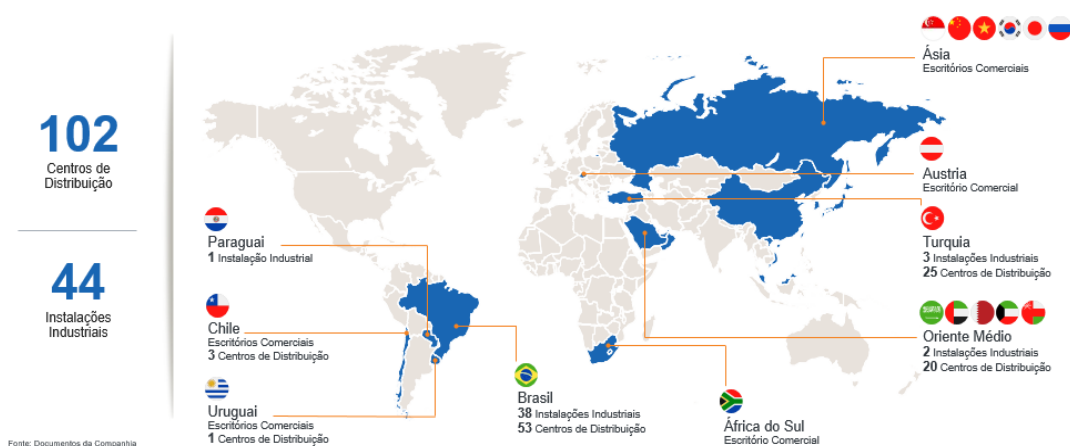 102
Centros de
Distribuição
44
Instalações
Industriais
Paraguai
1 Instalação Industrial
Chile
Escritórios Comerciais
3 Centros de Distribuição
Uruguai
Escritórios Comerciais
1 Centros de Distribuição
Brasil
38 Instalações Industriais
53 Centros de Distribuição
África do Sul
Escritório Comercial
Ásia
Escritórios Comerciais
Austria
Escritório Comercial
Turquia
3 Instalações Industriais
25 Centros de Distribuição
Oriente Médio
2 Instalações Industriais
20 Centros de Distribuição
Fonte: Documentos da Companhia